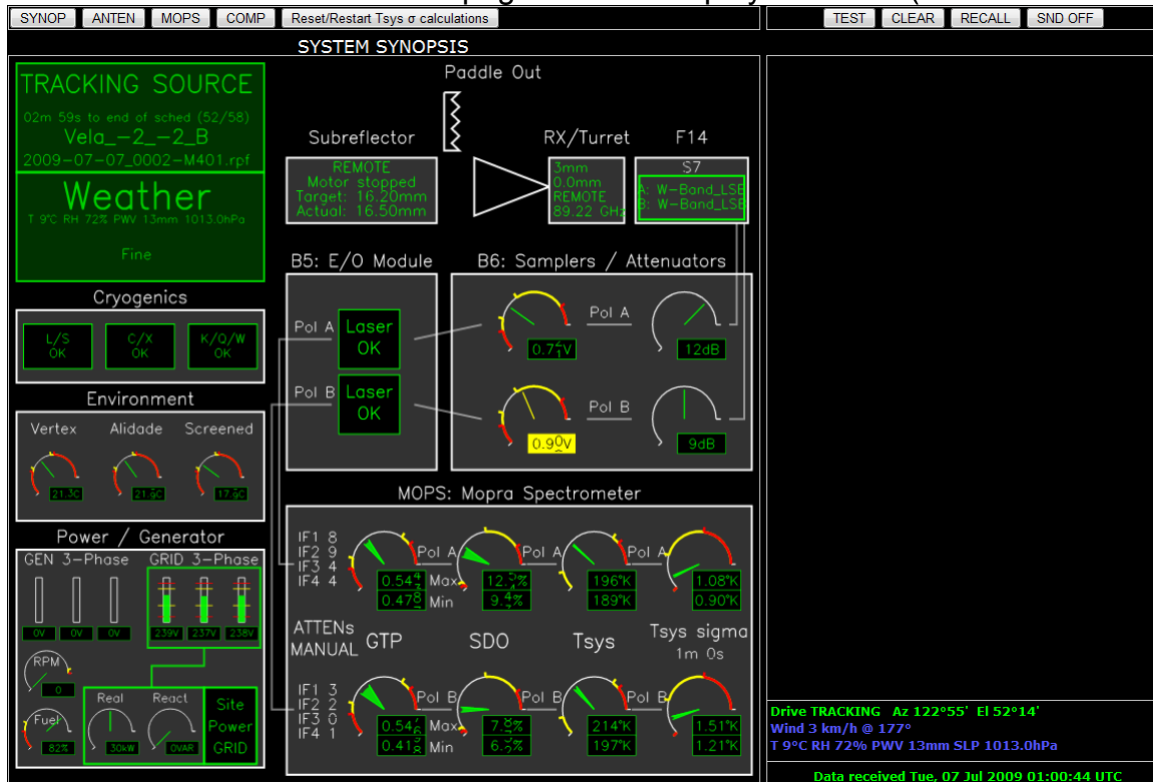 SYNOP ANTEN MOPS COMP Reset/Restart Tsys σ calculations TEST CLEAR RECALL SND OFF
SYSTEM SYNOPSIS
TRACKING SOURCE
02m 59s to end of sched (52/58)
Vela_-2_-2_B
2009-07-07_0002-M401.rpf
Weather
T 9°C RH 72% PWV 13mm 1013.0hPa
Fine
Paddle Out
Subreflector
REMOTE
Motor stopped
Target: 16.20mm
Actual: 16.50mm
RX/Turret
3mm
0.0mm
REMOTE
89.22 GHz
F14
S7
A: W-Band_LSB
B: W-Band_LSB
Cryogenics
L/S OK
C/X OK
K/Q/W OK
B5: E/O Module
Pol A Laser OK
Pol B Laser OK
B6: Samplers / Attenuators
Pol A
12dB
Pol B
9dB
Environment
Vertex Alidade Screened
Power / Generator
GEN 3-Phase GRID 3-Phase
0V 0V 0V 239V 237V 238V
RPM
0
Fuel
82%
Real
30kW
React
0VAR
Site
Power
GRID
MOPS: Mopra Spectrometer
IF1 8
IF2 9
IF3 4
IF4 4
Pol A Pol A Pol A
Max 196°K 1.08°K
Min 189°K 0.90°K
ATTENs
MANUAL
GTP SDO Tsys Tsys sigma
1m 0s
IF1 3
IF2 2
IF3 0
IF4 1
Pol B Pol B Pol B
Max 214°K 1.51°K
Min 197°K 1.21°K
Drive TRACKING Az 122°55' El 52°14'
Wind 3 km/h @ 177°
T 9°C RH 72% PWV 13mm SLP 1013.0hPa
Data received Tue, 07 Jul 2009 01:00:44 UTC